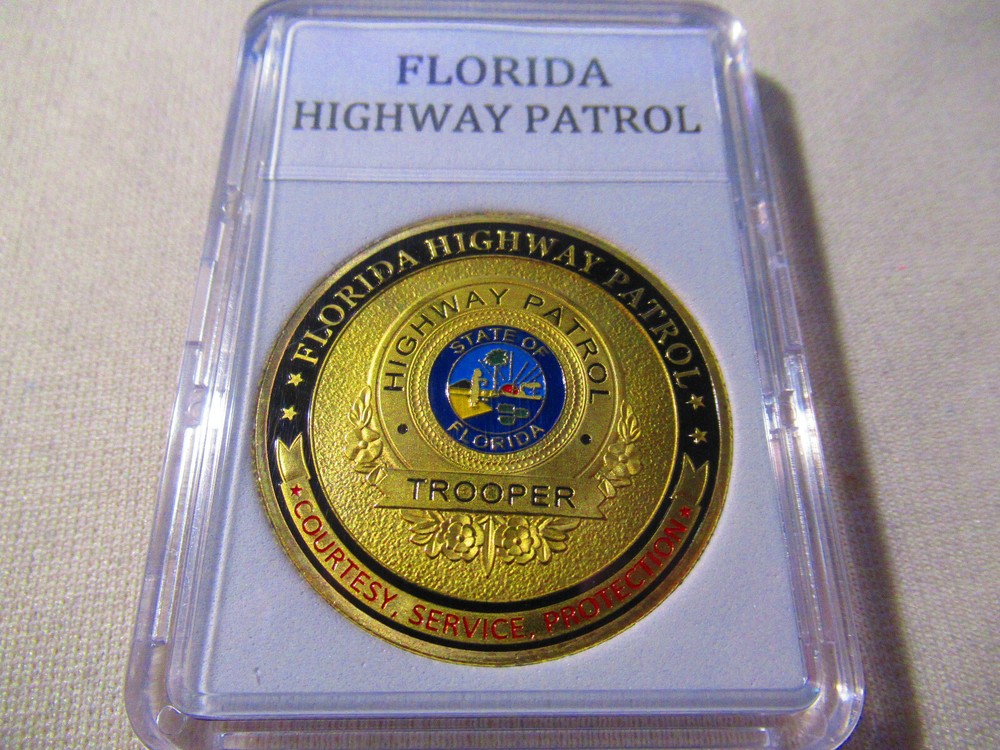 FLORIDA
HIGHWAY PATROL
FLORIDA HIGHWAY PATROL
HIGHWAY PATROL
STATE OF
FLORIDA
TROOPER
COURTESY, SERVICE, PROTECTION